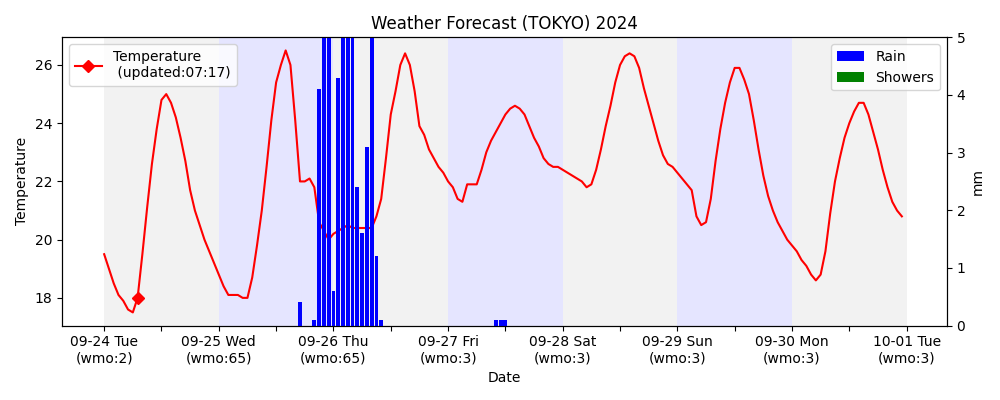 Weather Forecast (TOKYO) 2024
Temperature
(updated:07:17)
Rain
Showers
Temperature
26
24
22
20
18
5
4
3
2
1
0
mm
09-24 Tue
(wmo:2)
09-25 Wed
(wmo:65)
09-26 Thu
(wmo:65)
09-27 Fri
(wmo:3)
09-28 Sat
(wmo:3)
09-29 Sun
(wmo:3)
09-30 Mon
(wmo:3)
10-01 Tue
(wmo:3)
Date